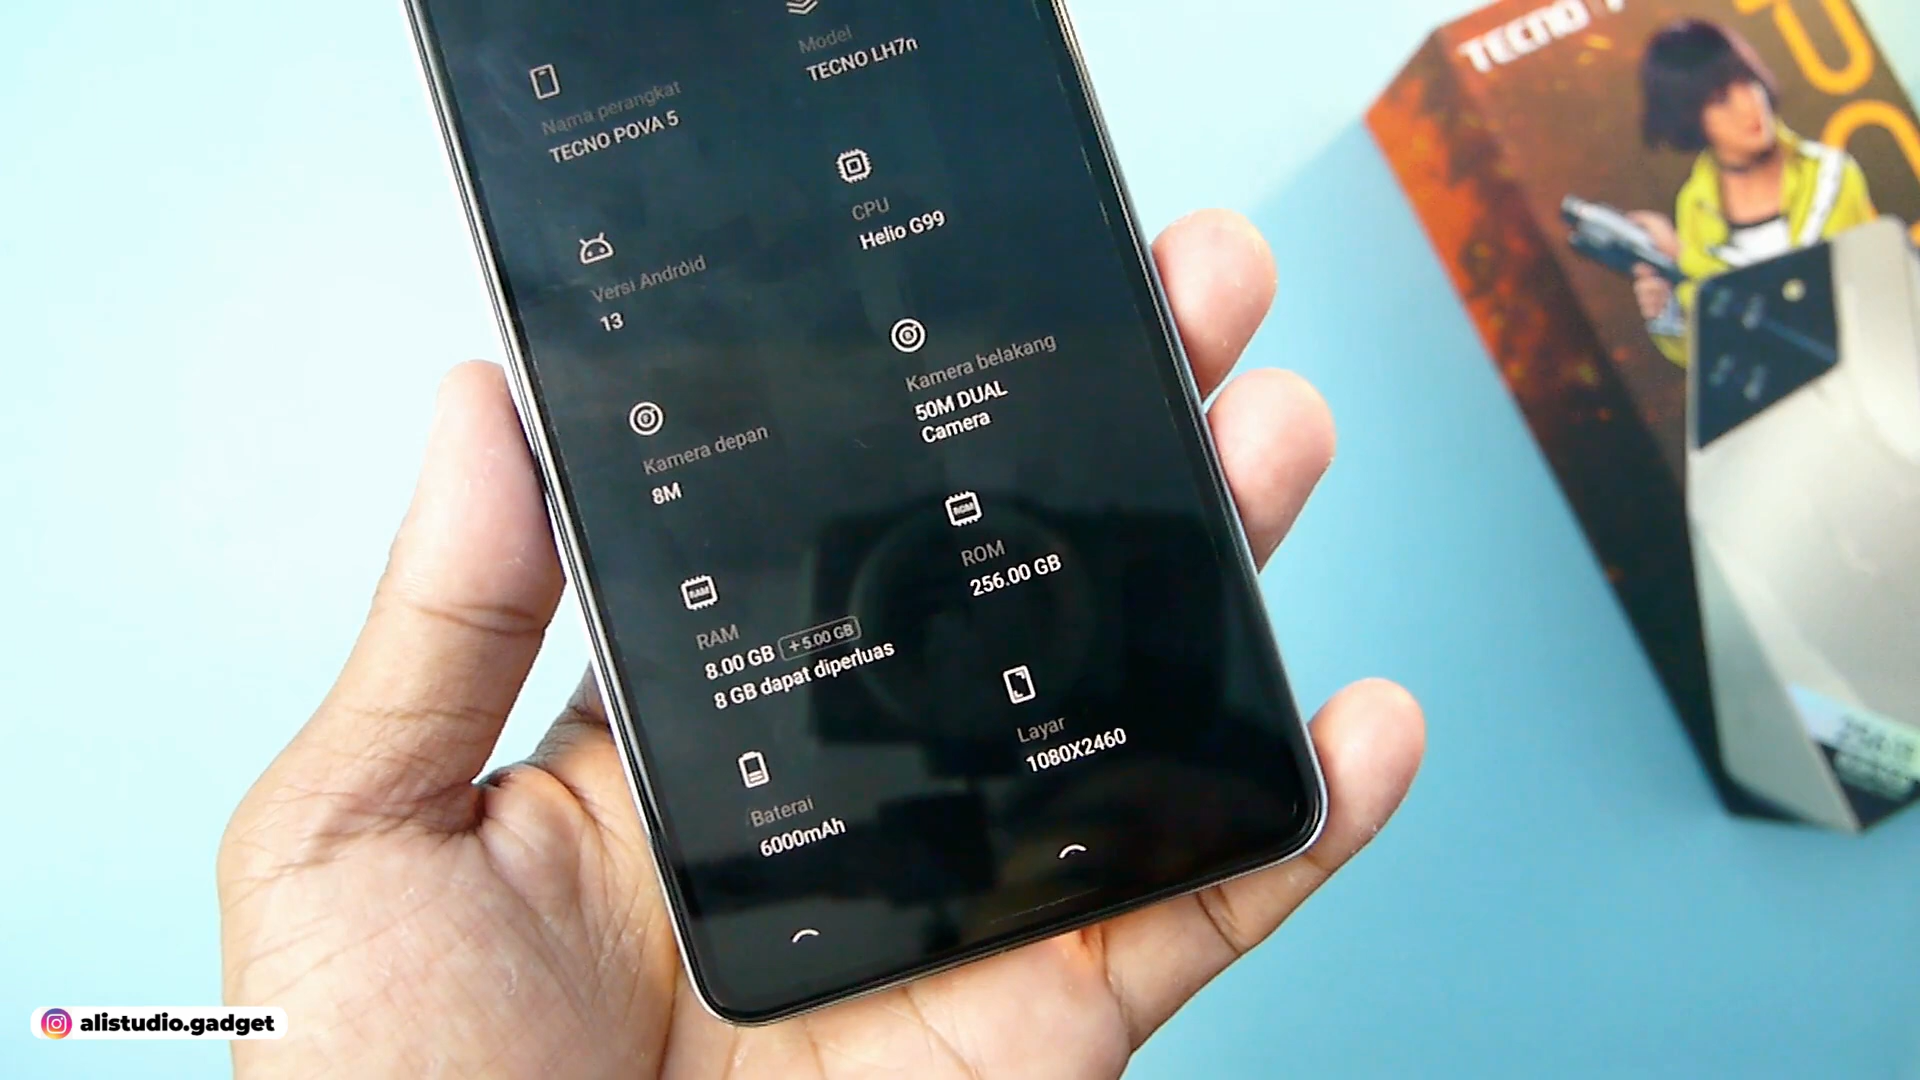 Model
TECNO LH7n
Nama perangkat
TECNO POVA 5
CPU
Helio G99
Versi Android
13
Kamera belakang
50M DUAL
Camera
Kamera depan
8M
ROM
ROM
256.00 GB
RAM
RAM
8.00 GB +5.00 GB
8 GB dapat diperluas
Layar
1080X2460
Baterai
6000mAh
TECNO
alistudio.gadget